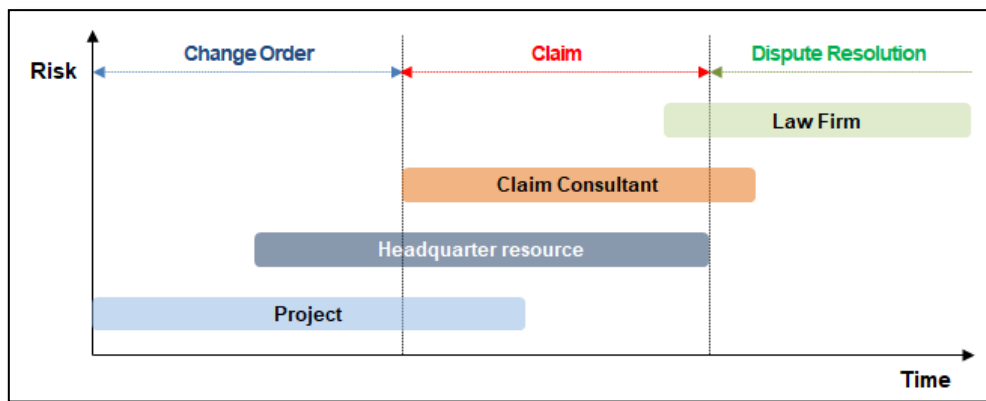 Change Order
Claim
Dispute Resolution
Risk
Law Firm
Claim Consultant
Headquarter resource
Project
Time